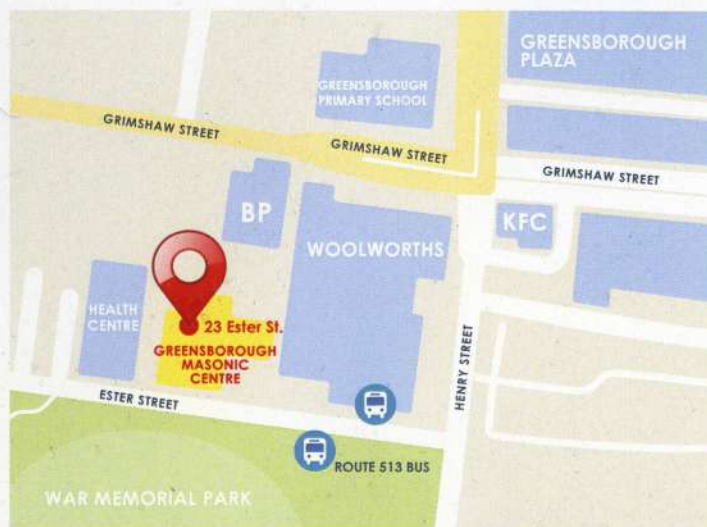 GREENSBOROUGH
PLAZA
GREENSBOROUGH
PRIMARY SCHOOL
GRIMSHAW STREET
GRIMSHAW STREET
GRIMSHAW STREET
BP
KFC
WOOLWORTHS
HEALTH
CENTRE
23 Ester St.
GREENSBOROUGH
MASONIC
CENTRE
HENRY STREET
ESTER STREET
ROUTE 513 BUS
WAR MEMORIAL PARK